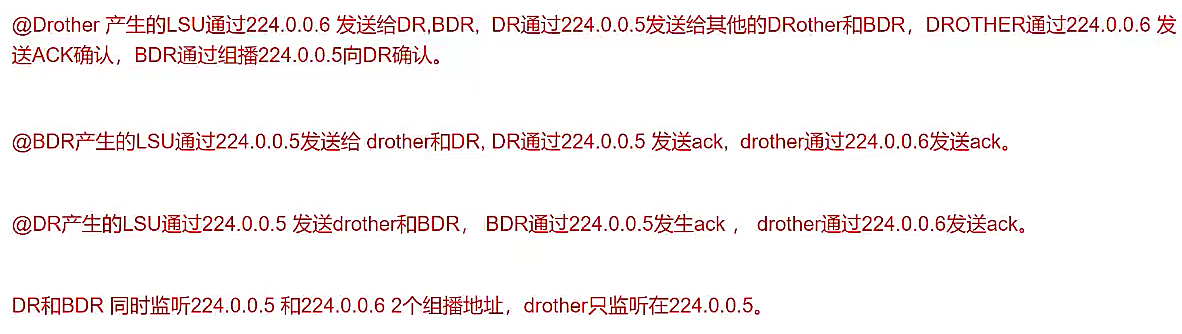 @Drother 产生的LSU通过224.0.0.6 发送给DR,BDR，DR通过224.0.0.5发送给其他的DRother和BDR，DROTHER通过224.0.0.6 发
送ACK确认，BDR通过组播224.0.0.5向DR确认。
@BDR产生的LSU通过224.0.0.5发送给 drother和DR, DR通过224.0.0.5 发送ack，drother通过224.0.0.6发送ack。
@DR产生的LSU通过224.0.0.5 发送drother和BDR， BDR通过224.0.0.5发生ack ， drother通过224.0.0.6发送ack。
DR和BDR 同时监听224.0.0.5 和224.0.0.6 2个组播地址，drother只监听在224.0.0.5。